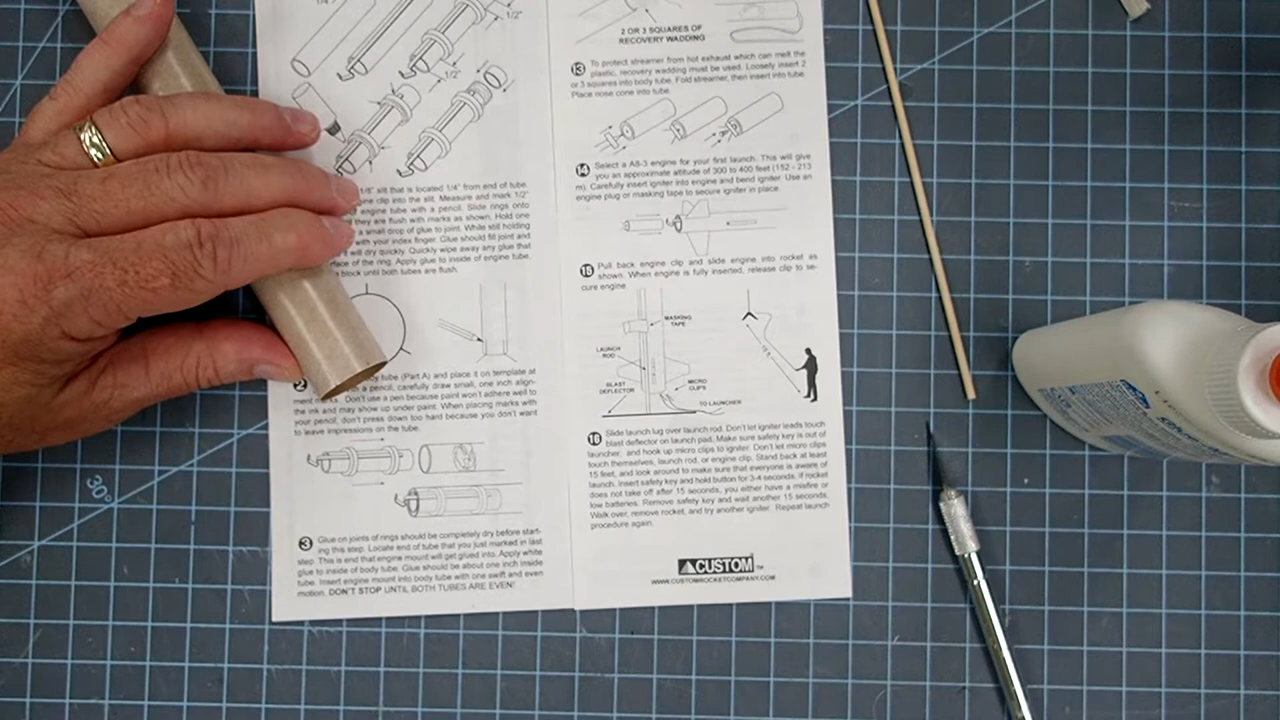 1/4"
1/2"
1/2"
1/8" slit that is located 1/4" from end of tube.
ine clip into the slit. Measure and mark 1/2"
engine tube with a pencil. Slide rings onto
they are flush with marks as shown. Hold one
a small drop of glue to joint. While still holding
with your index finger. Glue should fill joint and
it will dry quickly. Quickly wipe away any glue that
face of the ring. Apply glue to inside of engine tube.
block until both tubes are flush.
2 tube (Part A) and place it on template at
a pencil, carefully draw small, one inch align-
ment marks. Don't use a pen because paint won't adhere well to
the ink and may show up under paint. When placing marks with
your pencil, don't press down too hard because you don't want
to leave impressions on the tube.
3 Glue on joints of rings should be completely dry before start-
ing this step. Locate end of tube that you just marked in last
step. This is end that engine mount will get glued into. Apply white
glue to inside of body tube. Glue should be about one inch inside
tube. Insert engine mount into body tube with one swift and even
motion. DON'T STOP UNTIL BOTH TUBES ARE EVEN!
2 OR 3 SQUARES OF
RECOVERY WADDING
13 To protect streamer from hot exhaust which can melt the
plastic, recovery wadding must be used. Loosely insert 2
or 3 squares into body tube. Fold streamer, then insert into tube.
Place nose cone into tube.
14 Select a A8-3 engine for your first launch. This will give
you an approximate altitude of 300 to 400 feet (152 - 213
m). Carefully insert igniter into engine and bend igniter. Use an
engine plug or masking tape to secure igniter in place.
15 Pull back engine clip and slide engine into rocket as
shown. When engine is fully inserted, release clip to se-
cure engine.
MASKING
TAPE
LAUNCH
ROD
BLAST
DEFLECTOR
MICRO
CLIPS
TO LAUNCHER
15 ft.
16 Slide launch lug over launch rod. Don't let igniter leads touch
blast deflector on launch pad. Make sure safety key is out of
launcher, and hook up micro clips to igniter. Don't let micro clips
touch themselves, launch rod, or engine clip. Stand back at least
15 feet, and look around to make sure that everyone is aware of
launch. Insert safety key and hold button for 3-4 seconds. If rocket
does not take off after 15 seconds, you either have a misfire or
low batteries. Remove safety key and wait another 15 seconds.
Walk over, remove rocket, and try another igniter. Repeat launch
procedure again.
CUSTOM™
WWW.CUSTOMROCKETCOMPANY.COM
30°